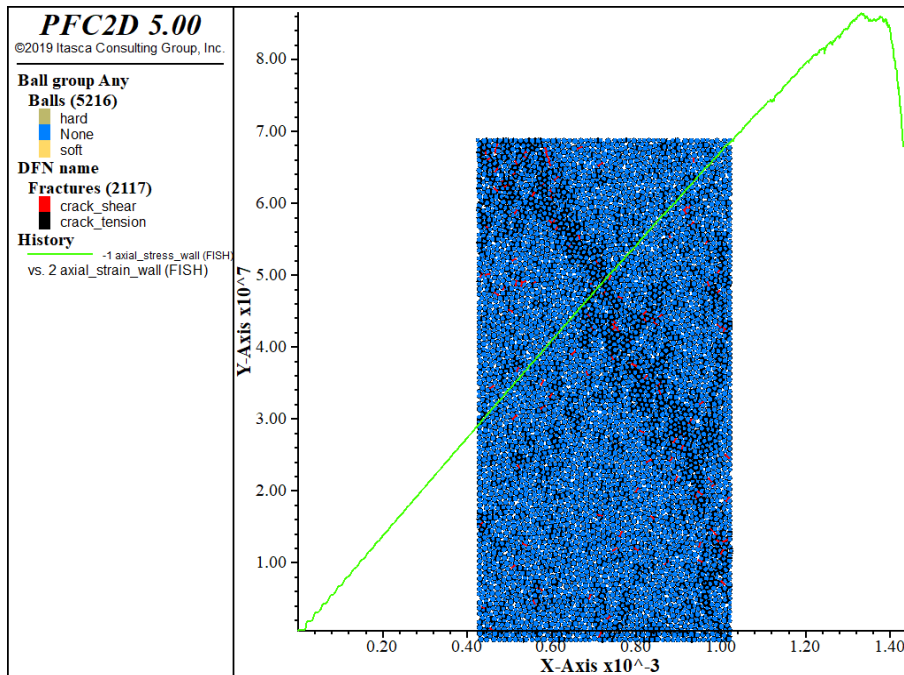 PFC2D 5.00
©2019 Itasca Consulting Group, Inc.
Ball group Any
Balls (5216)
hard
None
soft
DFN name
Fractures (2117)
crack_shear
crack_tension
History
-1 axial_stress_wall (FISH)
vs. 2 axial_strain_wall (FISH)
Y-Axis x10^7
8.00
7.00
6.00
5.00
4.00
3.00
2.00
1.00
0.20
0.40
0.60
0.80
1.00
1.20
1.40
X-Axis x10^-3